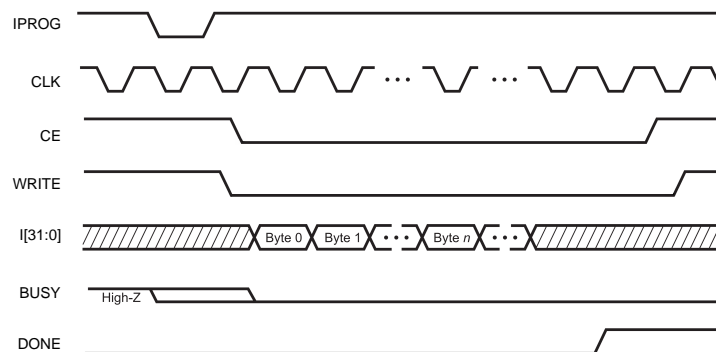 IPROG
CLK
CE
WRITE
I[31:0] Byte 0 Byte 1 Byte n
BUSY High-Z
DONE